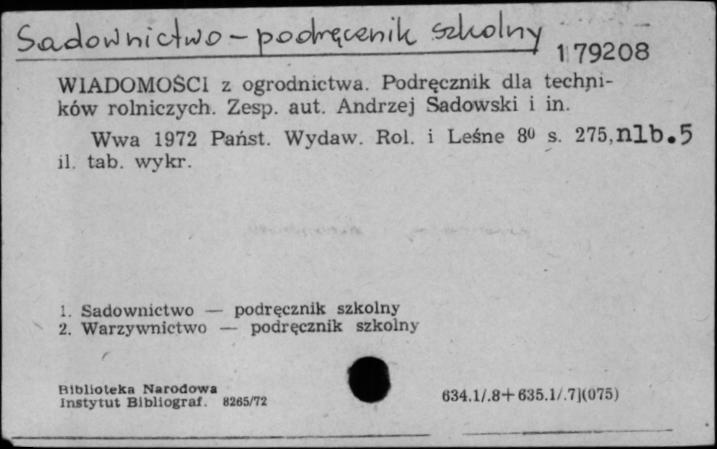 Sadownictwo - podręcznik szkolny
179208
WIADOMOŚCI z ogrodnictwa. Podręcznik dla techni-
ków rolniczych. Zesp. aut. Andrzej Sadowski i in.
Wwa 1972 Państ. Wydaw. Rol. i Leśne 8⁰ s. 275, nlb. 5
il. tab. wykr.
1. Sadownictwo — podręcznik szkolny
2. Warzywnictwo — podręcznik szkolny
Biblioteka Narodowa
Instytut Bibliograf. 8265/72
634.1/.8+635.1/.7](075)